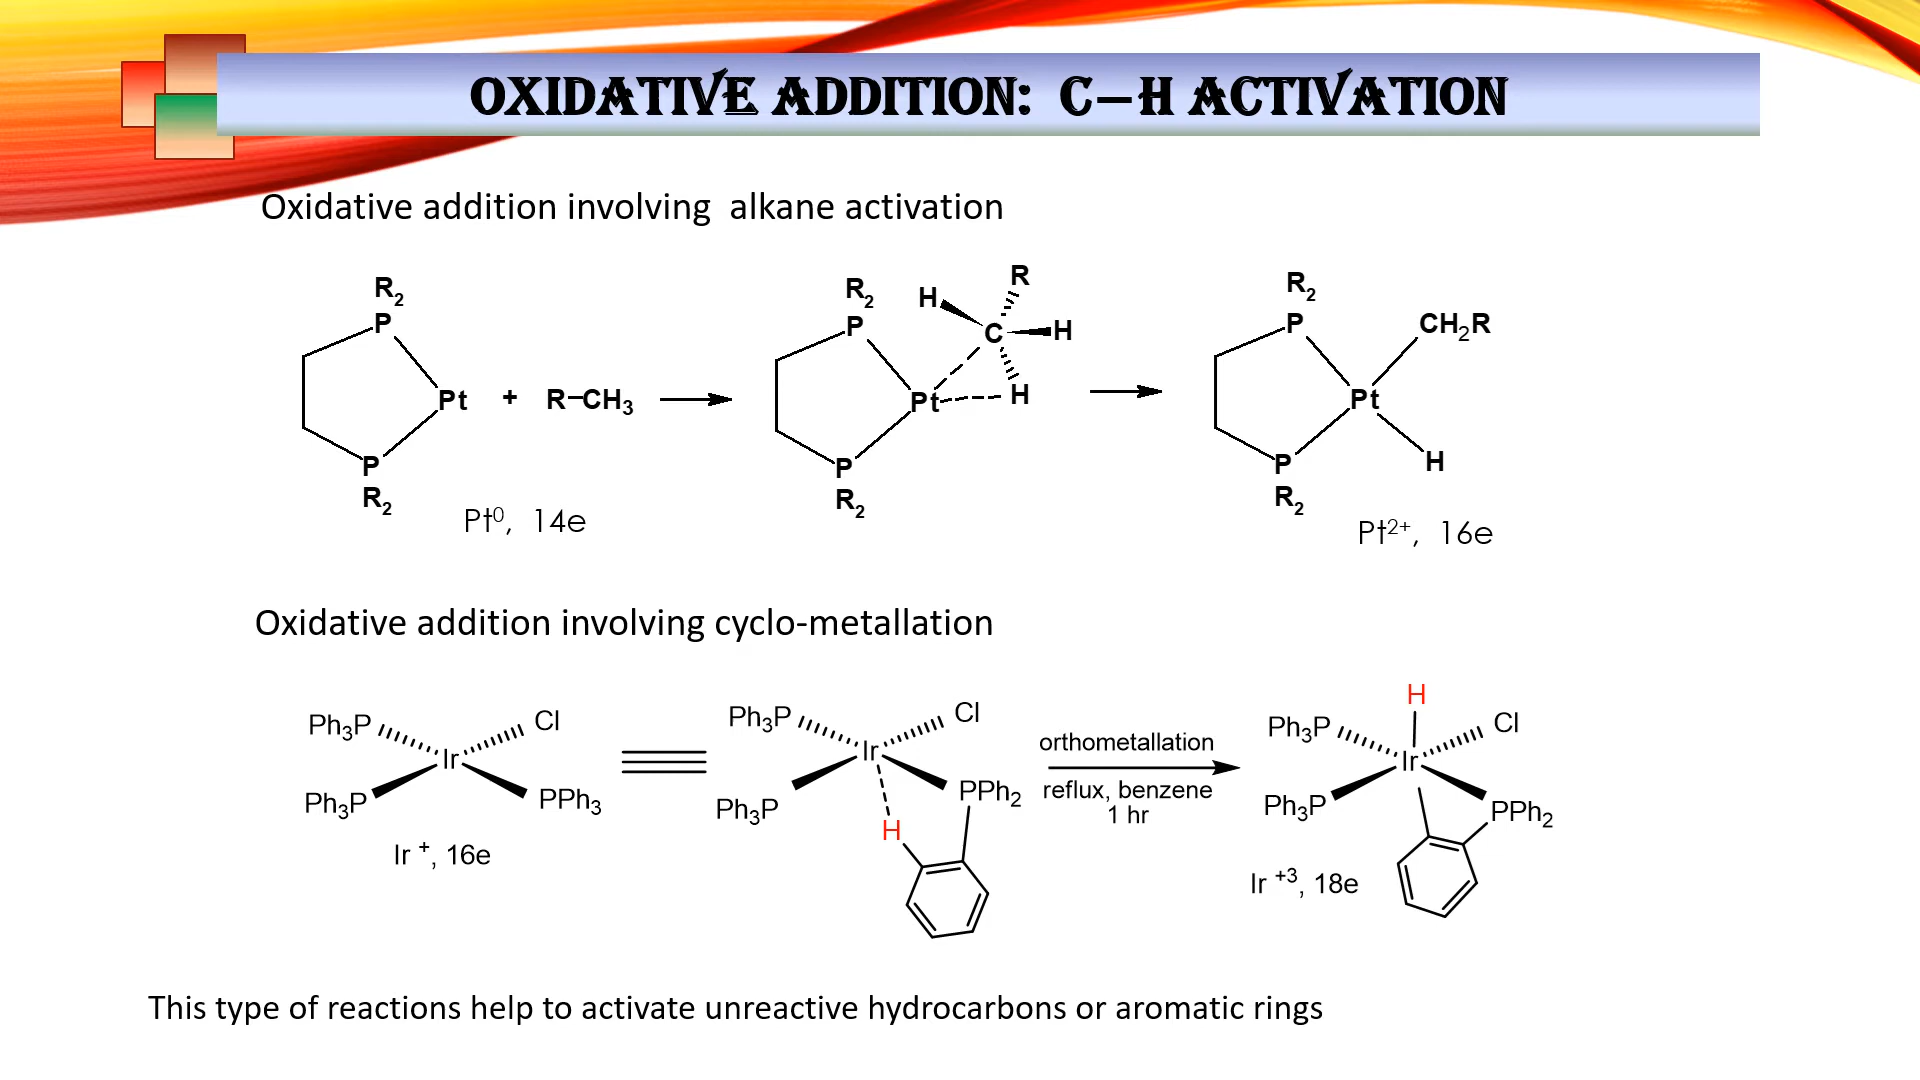 OXIDATIVE ADDITION: C–H ACTIVATION
Oxidative addition involving alkane activation
R2
P
Pt
P
R2
+ R–CH3
Pt0, 14e
R2
P
Pt
P
R2
H
R
C
H
H
R2
P
Pt
P
R2
CH2R
H
Pt2+, 16e
Oxidative addition involving cyclo-metallation
Ph3P
Cl
Ir
Ph3P
PPh3
Ir +, 16e
Ph3P
Cl
Ir
Ph3P
PPh2
H
orthometallation
reflux, benzene
1 hr
H
Ph3P
Cl
Ir
Ph3P
PPh2
Ir +3, 18e
This type of reactions help to activate unreactive hydrocarbons or aromatic rings